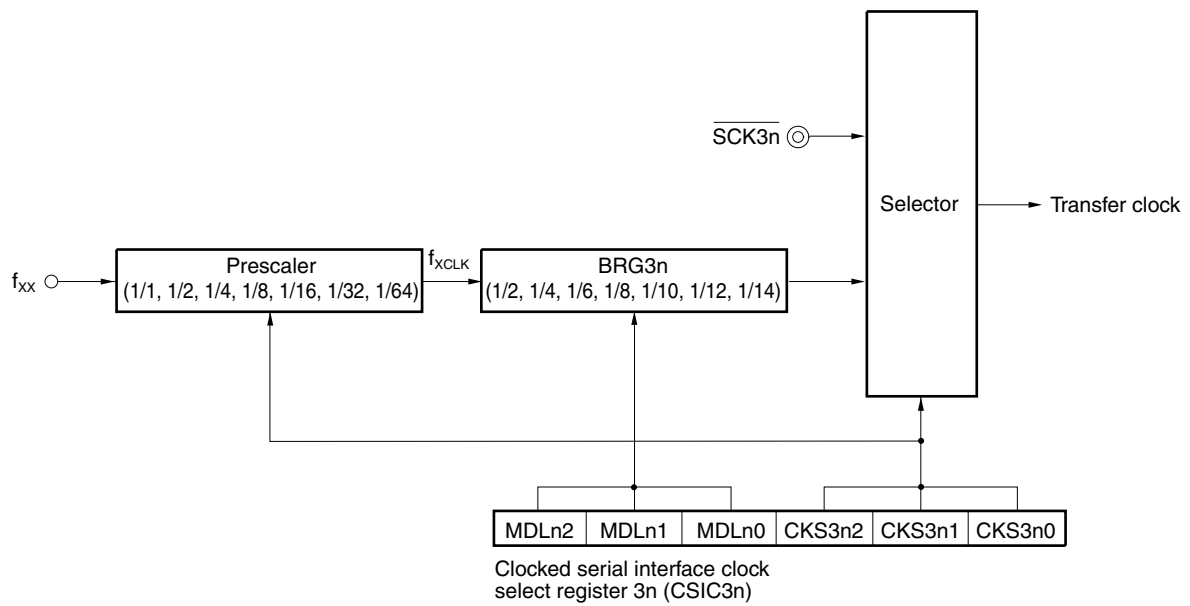 SCK3n
Selector
Transfer clock
fXX
Prescaler
(1/1, 1/2, 1/4, 1/8, 1/16, 1/32, 1/64)
fXCLK
BRG3n
(1/2, 1/4, 1/6, 1/8, 1/10, 1/12, 1/14)
MDLn2 MDLn1 MDLn0 CKS3n2 CKS3n1 CKS3n0
Clocked serial interface clock
select register 3n (CSIC3n)